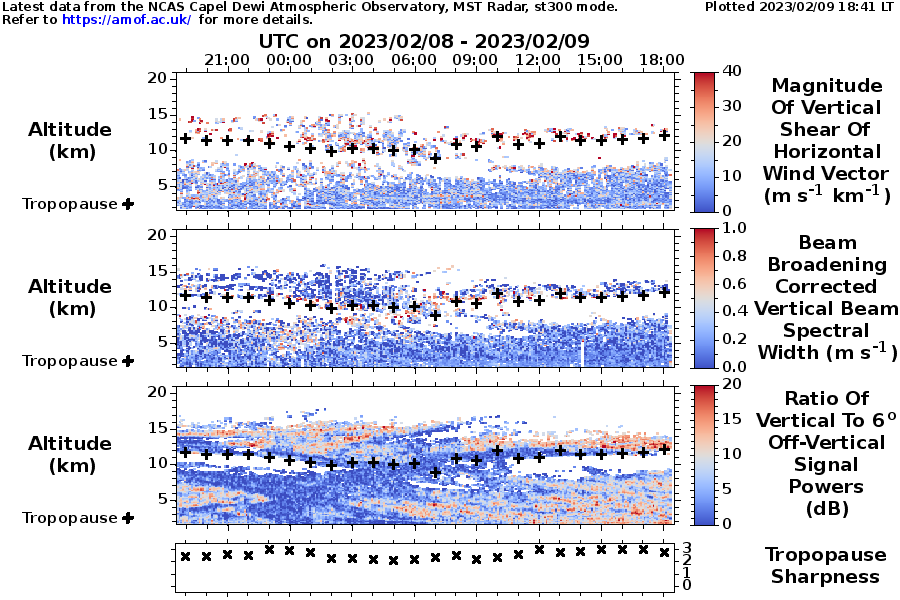 Latest data from the NCAS Capel Dewi Atmospheric Observatory, MST Radar, st300 mode.
Plotted 2023/02/09 18:41 LT
Refer to https://amof.ac.uk/ for more details.
UTC on 2023/02/08 - 2023/02/09
21:00 00:00 03:00 06:00 09:00 12:00 15:00 18:00
20
15
10
5
Altitude
(km)
Tropopause
40
30
20
10
0
Magnitude
Of Vertical
Shear Of
Horizontal
Wind Vector
(m s⁻¹ km⁻¹)
20
15
10
5
Altitude
(km)
Tropopause
1.0
0.8
0.6
0.4
0.2
0.0
Beam
Broadening
Corrected
Vertical Beam
Spectral
Width (m s⁻¹)
20
15
10
5
Altitude
(km)
Tropopause
20
15
10
5
0
Ratio Of
Vertical To 6°
Off-Vertical
Signal
Powers
(dB)
3
2
1
0
Tropopause
Sharpness